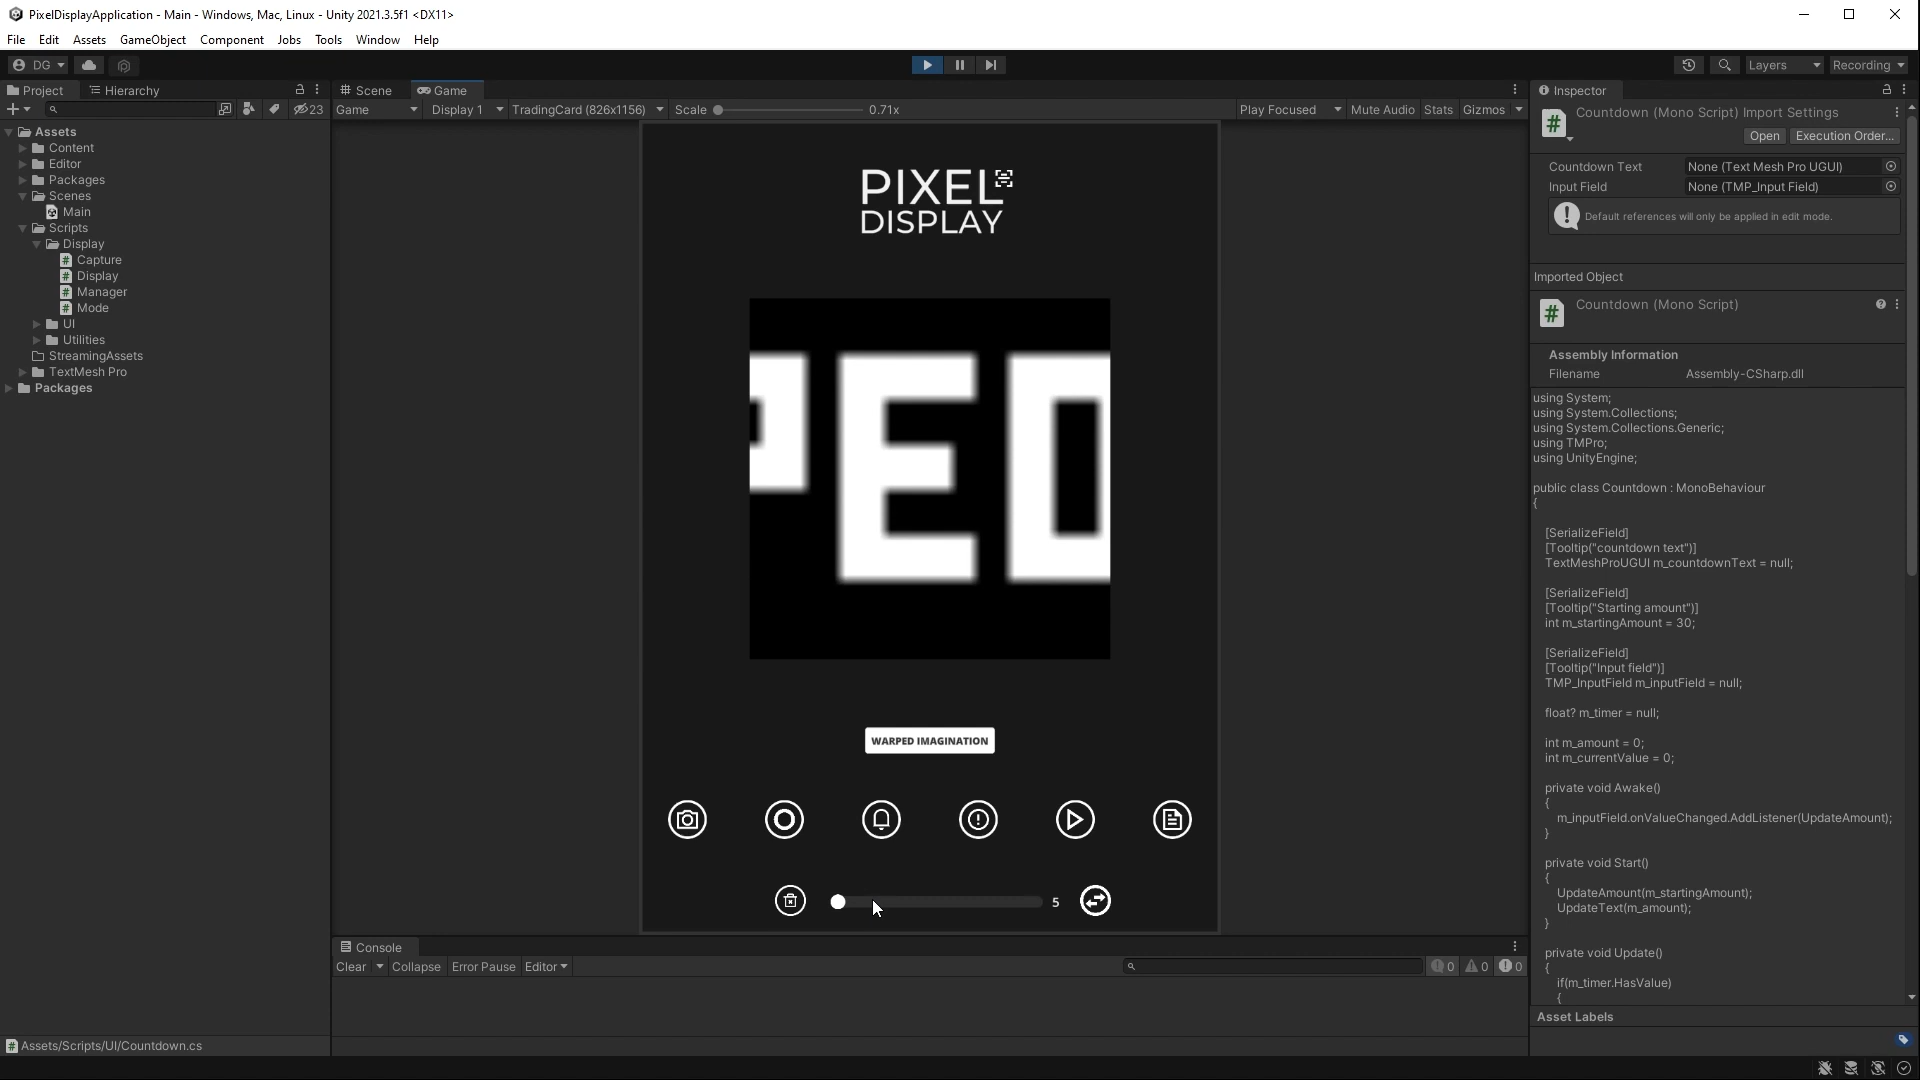 PixelDisplayApplication - Main - Windows, Mac, Linux - Unity 2021.3.5f1 <DX11>
File Edit Assets GameObject Component Jobs Tools Window Help
DG
Layers
Recording
Project
Hierarchy
23
Assets
Content
Editor
Packages
Scenes
Main
Scripts
Display
Capture
Display
Manager
Mode
UI
Utilities
StreamingAssets
TextMesh Pro
Packages
Assets/Scripts/UI/Countdown.cs
Scene
Game
Game
Display 1
TradingCard (826x1156)
Scale
0.71x
Play Focused
Mute Audio
Stats
Gizmos
PIXEL
DISPLAY
PED
WARPED IMAGINATION
5
Console
Clear
Collapse
Error Pause
Editor
0
0
0
Inspector
Countdown (Mono Script) Import Settings
Open
Execution Order...
Countdown Text None (Text Mesh Pro UGUI)
Input Field None (TMP_Input Field)
Default references will only be applied in edit mode.
Imported Object
Countdown (Mono Script)
Assembly Information
Filename Assembly-CSharp.dll
using System;
using System.Collections;
using System.Collections.Generic;
using TMPro;
using UnityEngine;
public class Countdown : MonoBehaviour
{
[SerializeField]
[Tooltip("countdown text")]
TextMeshProUGUI m_countdownText = null;
[SerializeField]
[Tooltip("Starting amount")]
int m_startingAmount = 30;
[SerializeField]
[Tooltip("Input field")]
TMP_InputField m_inputField = null;
float? m_timer = null;
int m_amount = 0;
int m_currentValue = 0;
private void Awake()
{
m_inputField.onValueChanged.AddListener(UpdateAmount);
}
private void Start()
{
UpdateAmount(m_startingAmount);
UpdateText(m_amount);
}
private void Update()
{
if(m_timer.HasValue)
{
Asset Labels